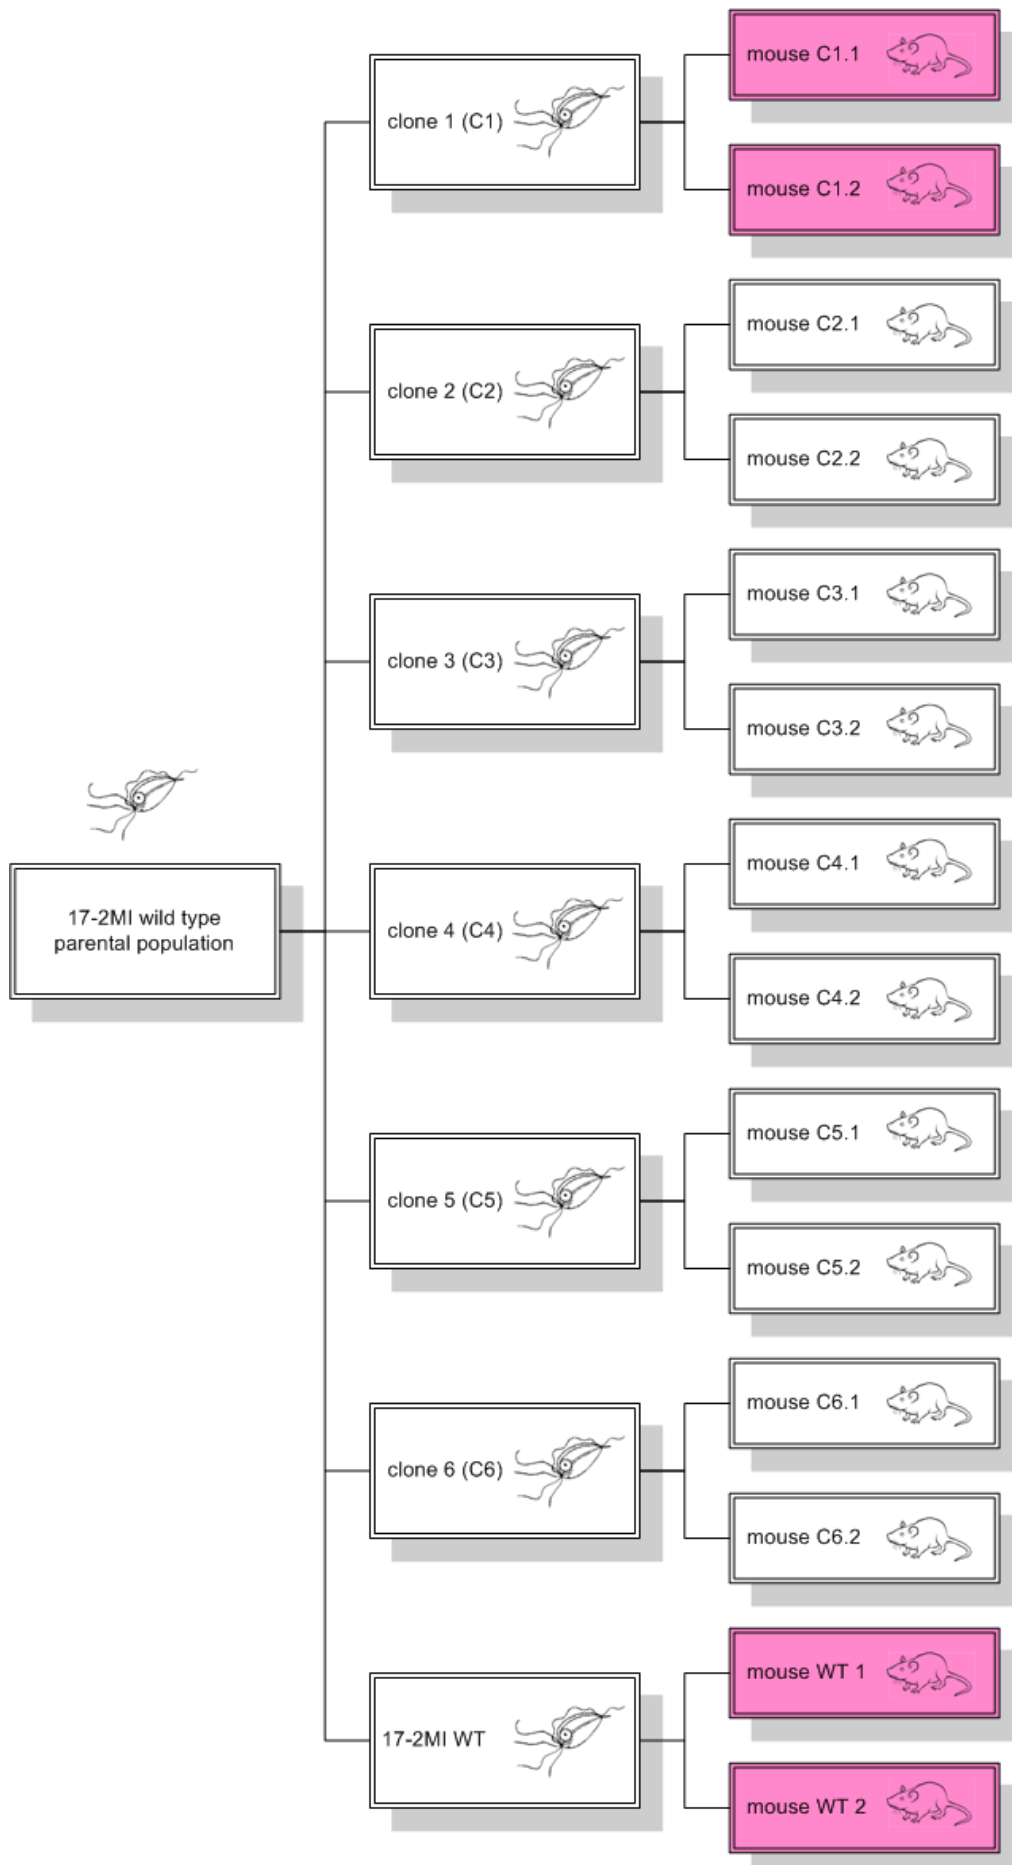 mouse C1.1
clone 1 (C1)
mouse C1.2
mouse C2.1
clone 2 (C2)
mouse C2.2
mouse C3.1
clone 3 (C3)
mouse C3.2
17-2MI wild type
parental population
mouse C4.1
clone 4 (C4)
mouse C4.2
mouse C5.1
clone 5 (C5)
mouse C5.2
mouse C6.1
clone 6 (C6)
mouse C6.2
mouse WT 1
17-2MI WT
mouse WT 2